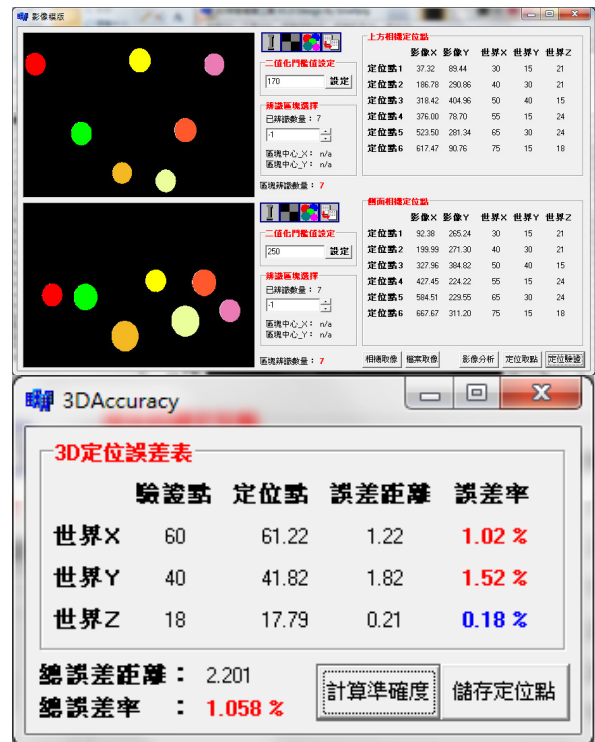 影像模版
二值化門檻值設定
170 設定
辨識區塊選擇
已辨識數量：7
-1
區塊中心_X： n/a
區塊中心_Y： n/a
區塊辨識數量：7
上方相機定位點
影像X 影像Y 世界X 世界Y 世界Z
定位點1 37.32 89.44 30 15 21
定位點2 186.78 290.86 40 30 21
定位點3 318.42 404.96 50 40 15
定位點4 376.00 78.70 55 15 24
定位點5 523.50 281.34 65 30 24
定位點6 617.47 90.76 75 15 18
二值化門檻值設定
250 設定
辨識區塊選擇
已辨識數量：7
-1
區塊中心_X： n/a
區塊中心_Y： n/a
區塊辨識數量：7
側面相機定位點
影像X 影像Y 世界X 世界Y 世界Z
定位點1 92.38 265.24 30 15 21
定位點2 199.99 271.30 40 30 21
定位點3 327.96 384.82 50 40 15
定位點4 427.45 224.22 55 15 24
定位點5 584.51 229.55 65 30 24
定位點6 667.67 311.20 75 15 18
相機取像 檔案取像 影像分析 定位取點 定位驗證
3DAccuracy
3D定位誤差表
驗證點 定位點 誤差距離 誤差率
世界X 60 61.22 1.22 1.02 %
世界Y 40 41.82 1.82 1.52 %
世界Z 18 17.79 0.21 0.18 %
總誤差距離： 2.201
總誤差率 ： 1.058 %
計算準確度 儲存定位點